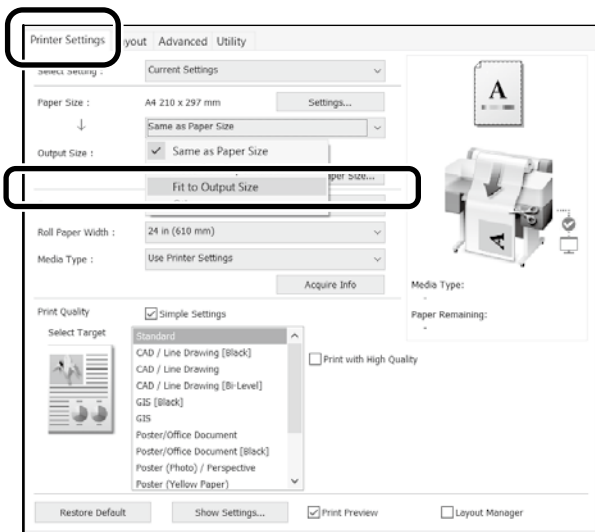 Printer Settings yout Advanced Utility
Select Setting : Current Settings
Paper Size : A4 210 x 297 mm Settings...
↓ Same as Paper Size
Output Size : ✓ Same as Paper Size
Size...
Fit to Output Size
Roll Paper Width : 24 in (610 mm)
Media Type : Use Printer Settings
Acquire Info
Media Type:
-
Paper Remaining:
-
Print Quality Simple Settings
Select Target
Standard
CAD / Line Drawing [Black]
CAD / Line Drawing
CAD / Line Drawing [Bi-Level]
GIS [Black]
GIS
Poster/Office Document
Poster/Office Document [Black]
Poster (Photo) / Perspective
Poster (Yellow Paper)
Print with High Quality
Restore Default Show Settings... Print Preview Layout Manager
A
A